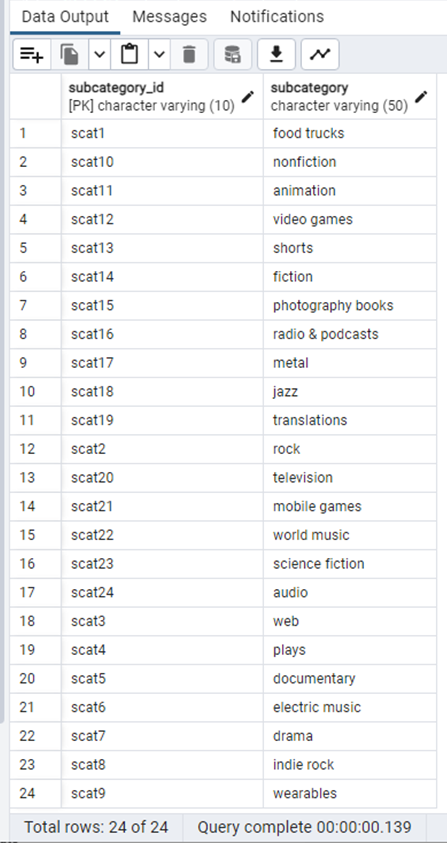 Data Output Messages Notifications
subcategory_id subcategory
[PK] character varying (10) character varying (50)
1 scat1 food trucks
2 scat10 nonfiction
3 scat11 animation
4 scat12 video games
5 scat13 shorts
6 scat14 fiction
7 scat15 photography books
8 scat16 radio & podcasts
9 scat17 metal
10 scat18 jazz
11 scat19 translations
12 scat2 rock
13 scat20 television
14 scat21 mobile games
15 scat22 world music
16 scat23 science fiction
17 scat24 audio
18 scat3 web
19 scat4 plays
20 scat5 documentary
21 scat6 electric music
22 scat7 drama
23 scat8 indie rock
24 scat9 wearables
Total rows: 24 of 24 Query complete 00:00:00.139